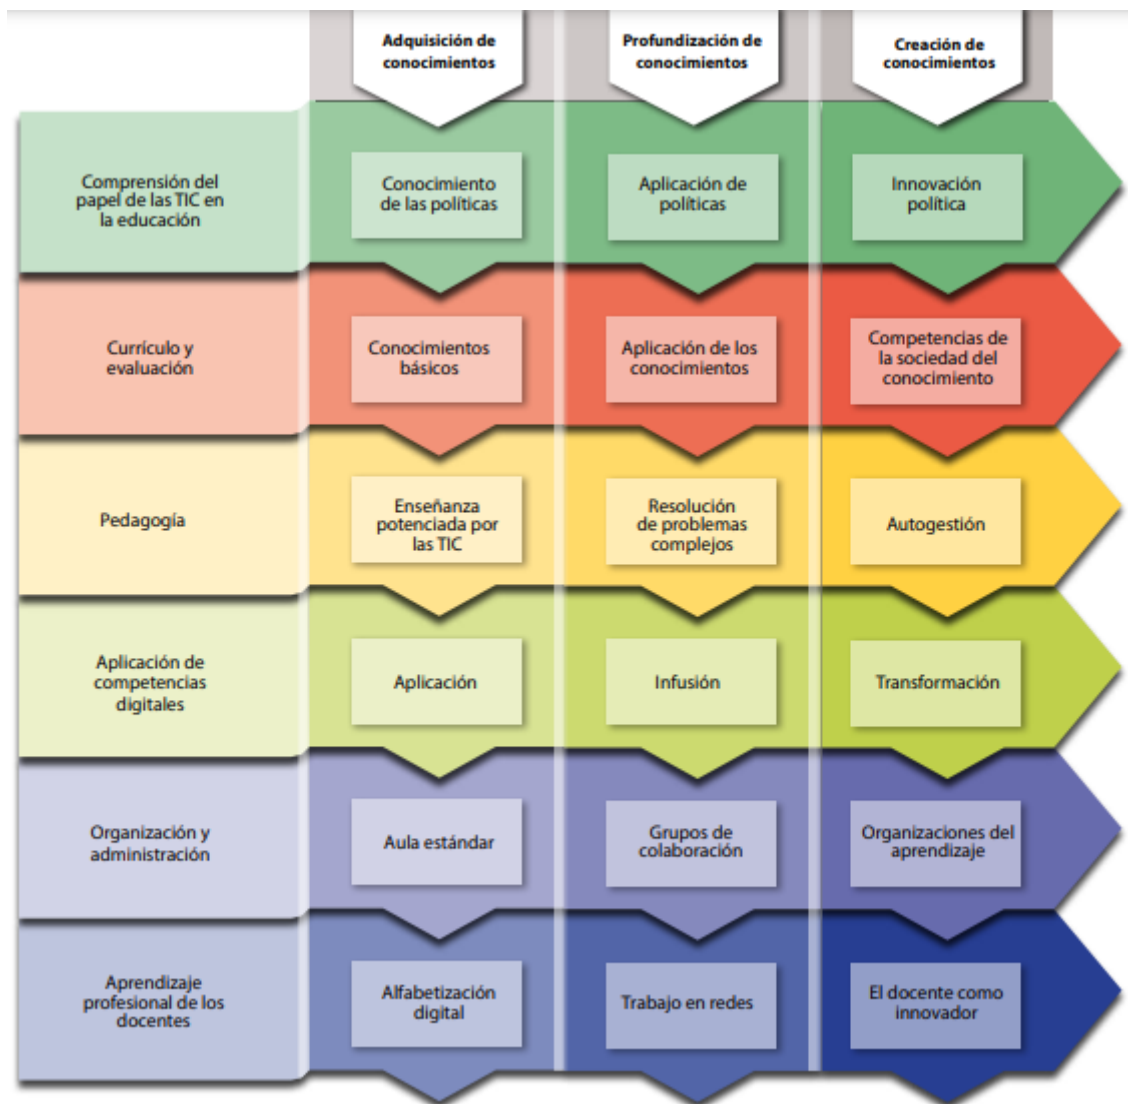 Adquisición de
conocimientos
Profundización de
conocimientos
Creación de
conocimientos
Comprensión del
papel de las TIC en
la educación
Conocimiento
de las políticas
Aplicación de
políticas
Innovación
política
Currículo y
evaluación
Conocimientos
básicos
Aplicación de los
conocimientos
Competencias de
la sociedad del
conocimiento
Pedagogía
Enseñanza
potenciada por
las TIC
Resolución
de problemas
complejos
Autogestión
Aplicación de
competencias
digitales
Aplicación
Infusión
Transformación
Organización y
administración
Aula estándar
Grupos de
colaboración
Organizaciones del
aprendizaje
Aprendizaje
profesional de los
docentes
Alfabetización
digital
Trabajo en redes
El docente como
innovador